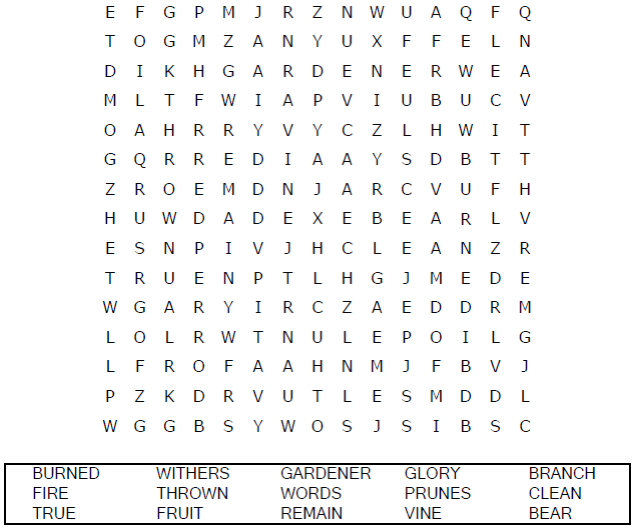 E F G P M J R Z N W U A Q F Q
T O G M Z A N Y U X F F E L N
D I K H G A R D E N E R W E A
M L T F W I A P V I U B U C V
O A H R R Y V Y C Z L H W I T
G Q R R E D I A A Y S D B T T
Z R O E M D N J A R C V U F H
H U W D A D E X E B E A R L V
E S N P I V J H C L E A N Z R
T R U E N P T L H G J M E D E
W G A R Y I R C Z A E D D R M
L O L R W T N U L E P O I L G
L F R O F A A H N M J F B V J
P Z K D R V U T L E S M D D L
W G G B S Y W O S J S I B S C
BURNED WITHERS GARDENER GLORY BRANCH
FIRE THROWN WORDS PRUNES CLEAN
TRUE FRUIT REMAIN VINE BEAR